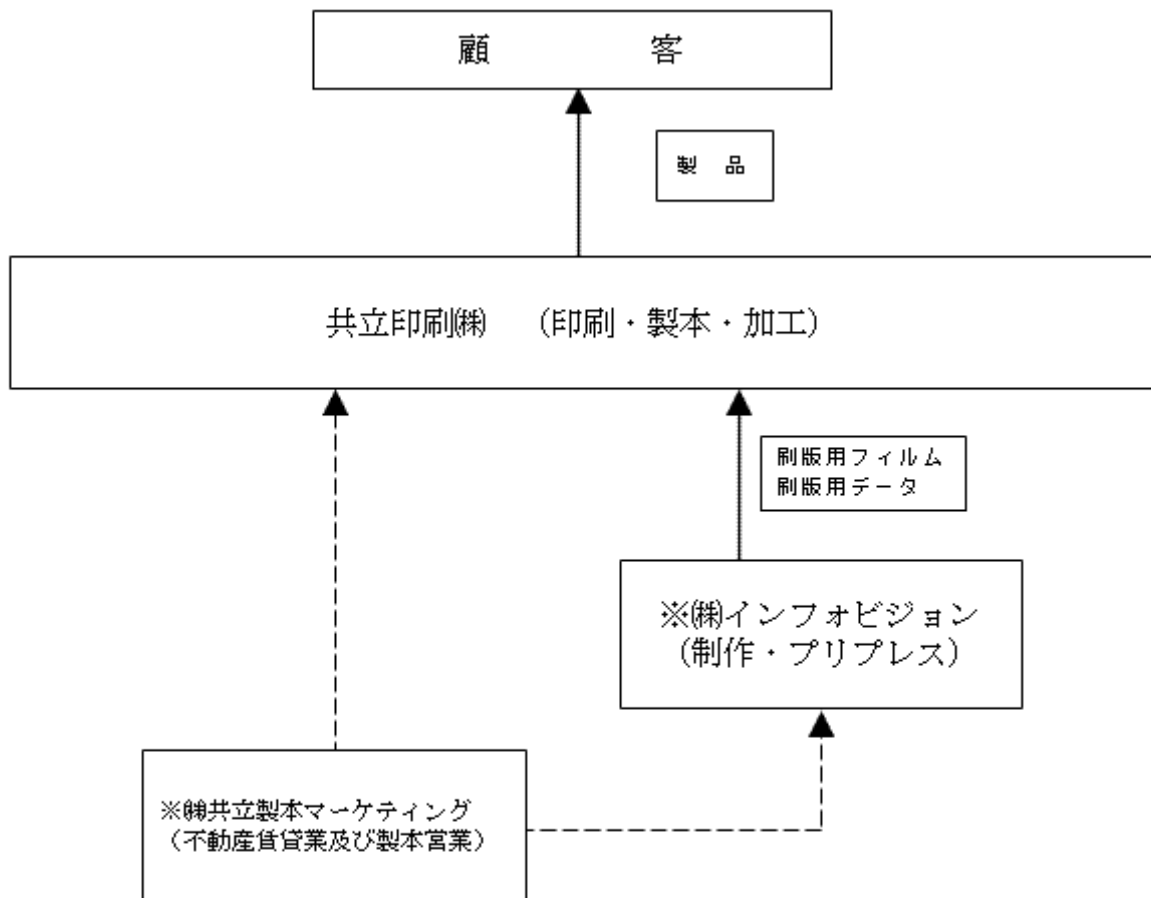 顧　　　客
製　品
共立印刷㈱　（印刷・製本・加工）
刷版用フィルム
刷版用データ
※㈱インフォビジョン
（制作・プリプレス）
※㈱共立製本マーケティング
（不動産賃貸業及び製本営業）